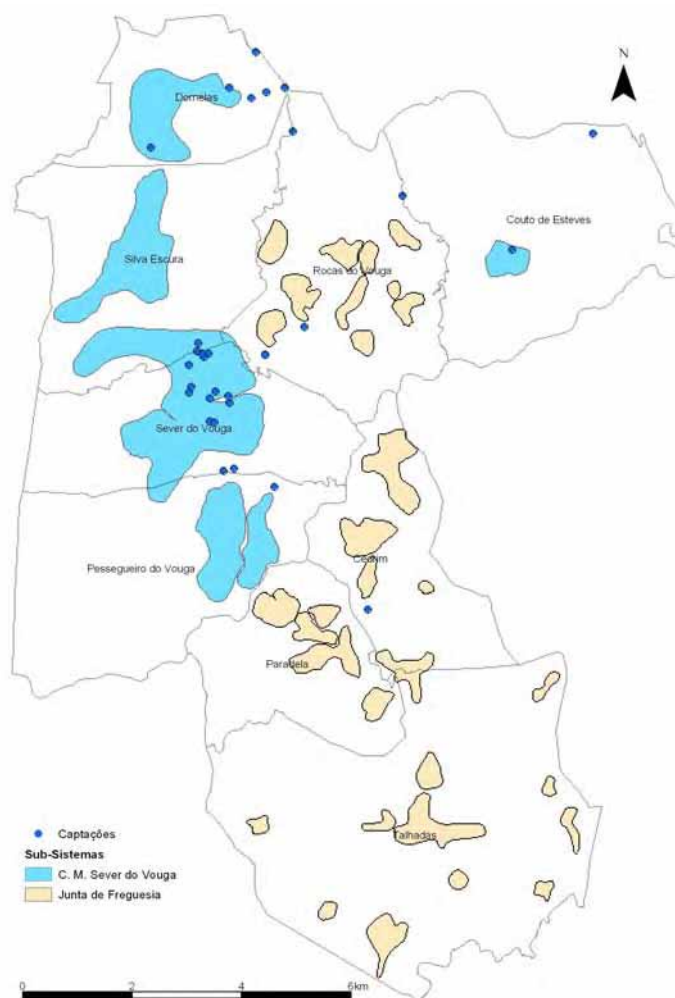 N
Dornelas
Couto de Esteves
Silva Escura
Rocas do Vouga
Sever do Vouga
Cedrim
Pessegueiro do Vouga
Paradela
Talhadas
Captações
Sub-Sistemas
C. M. Sever do Vouga
Junta de Freguesia
0 2 4 6km